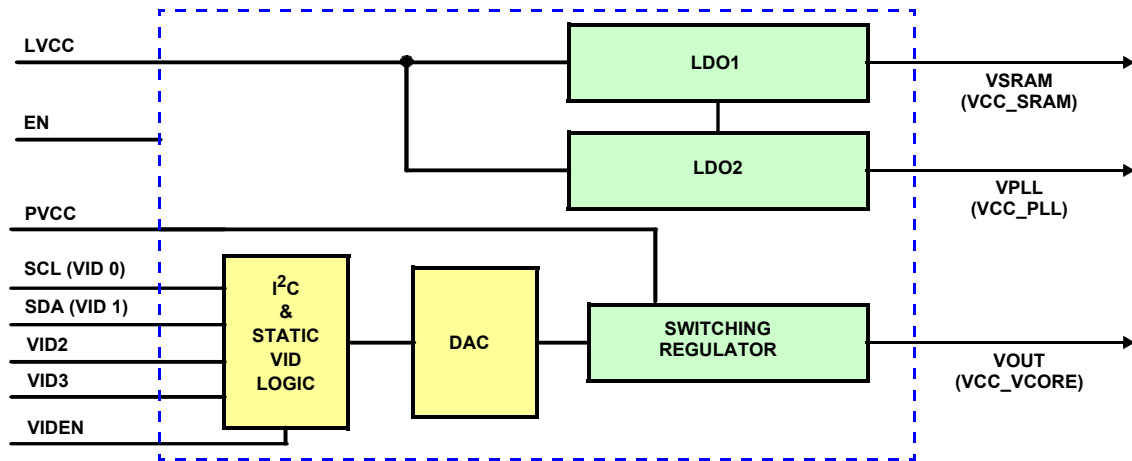 LVCC
EN
PVCC
SCL (VID 0)
SDA (VID 1)
VID2
VID3
VIDEN
I²C
&
STATIC
VID
LOGIC
DAC
LDO1
LDO2
SWITCHING
REGULATOR
VSRAM
(VCC_SRAM)
VPLL
(VCC_PLL)
VOUT
(VCC_VCORE)